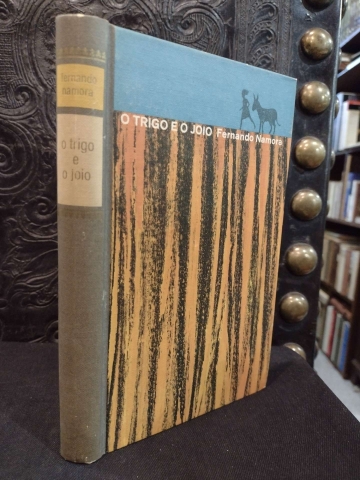 fernando
namora
o trigo
e
o joio
O TRIGO E O JOIO Fernando Namora